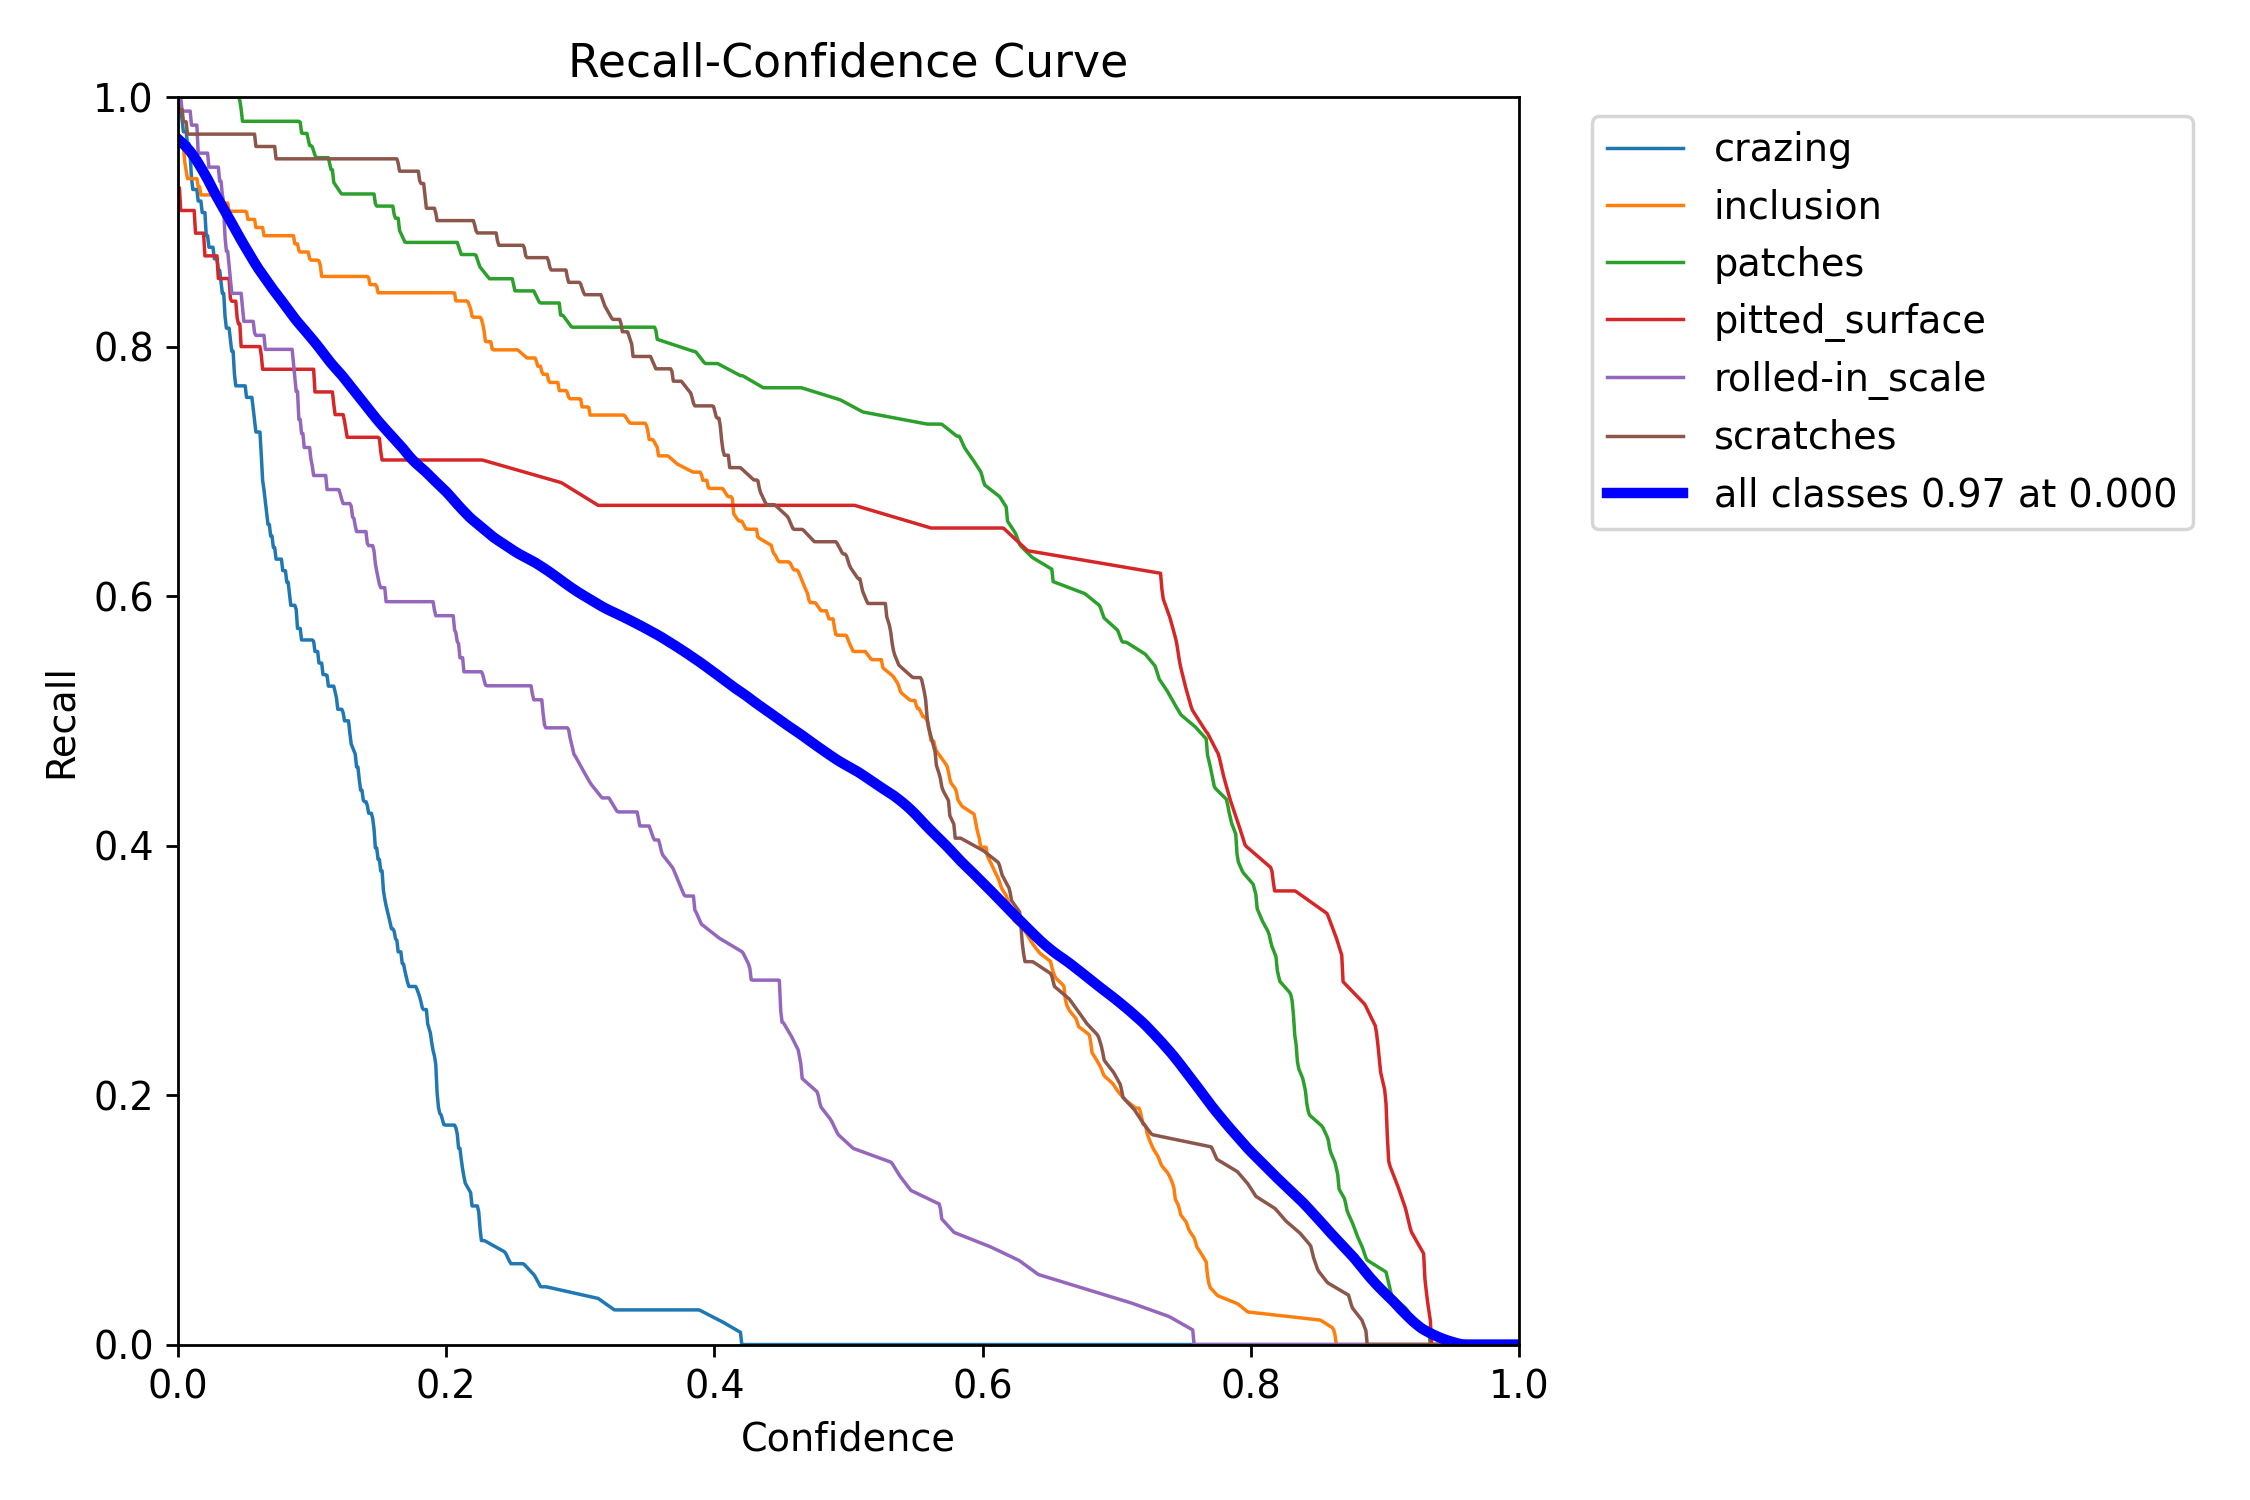 Recall-Confidence Curve
1.0
0.8
0.6
0.4
0.2
0.0
Recall
0.0 0.2 0.4 0.6 0.8 1.0
Confidence
crazing
inclusion
patches
pitted_surface
rolled-in_scale
scratches
all classes 0.97 at 0.000